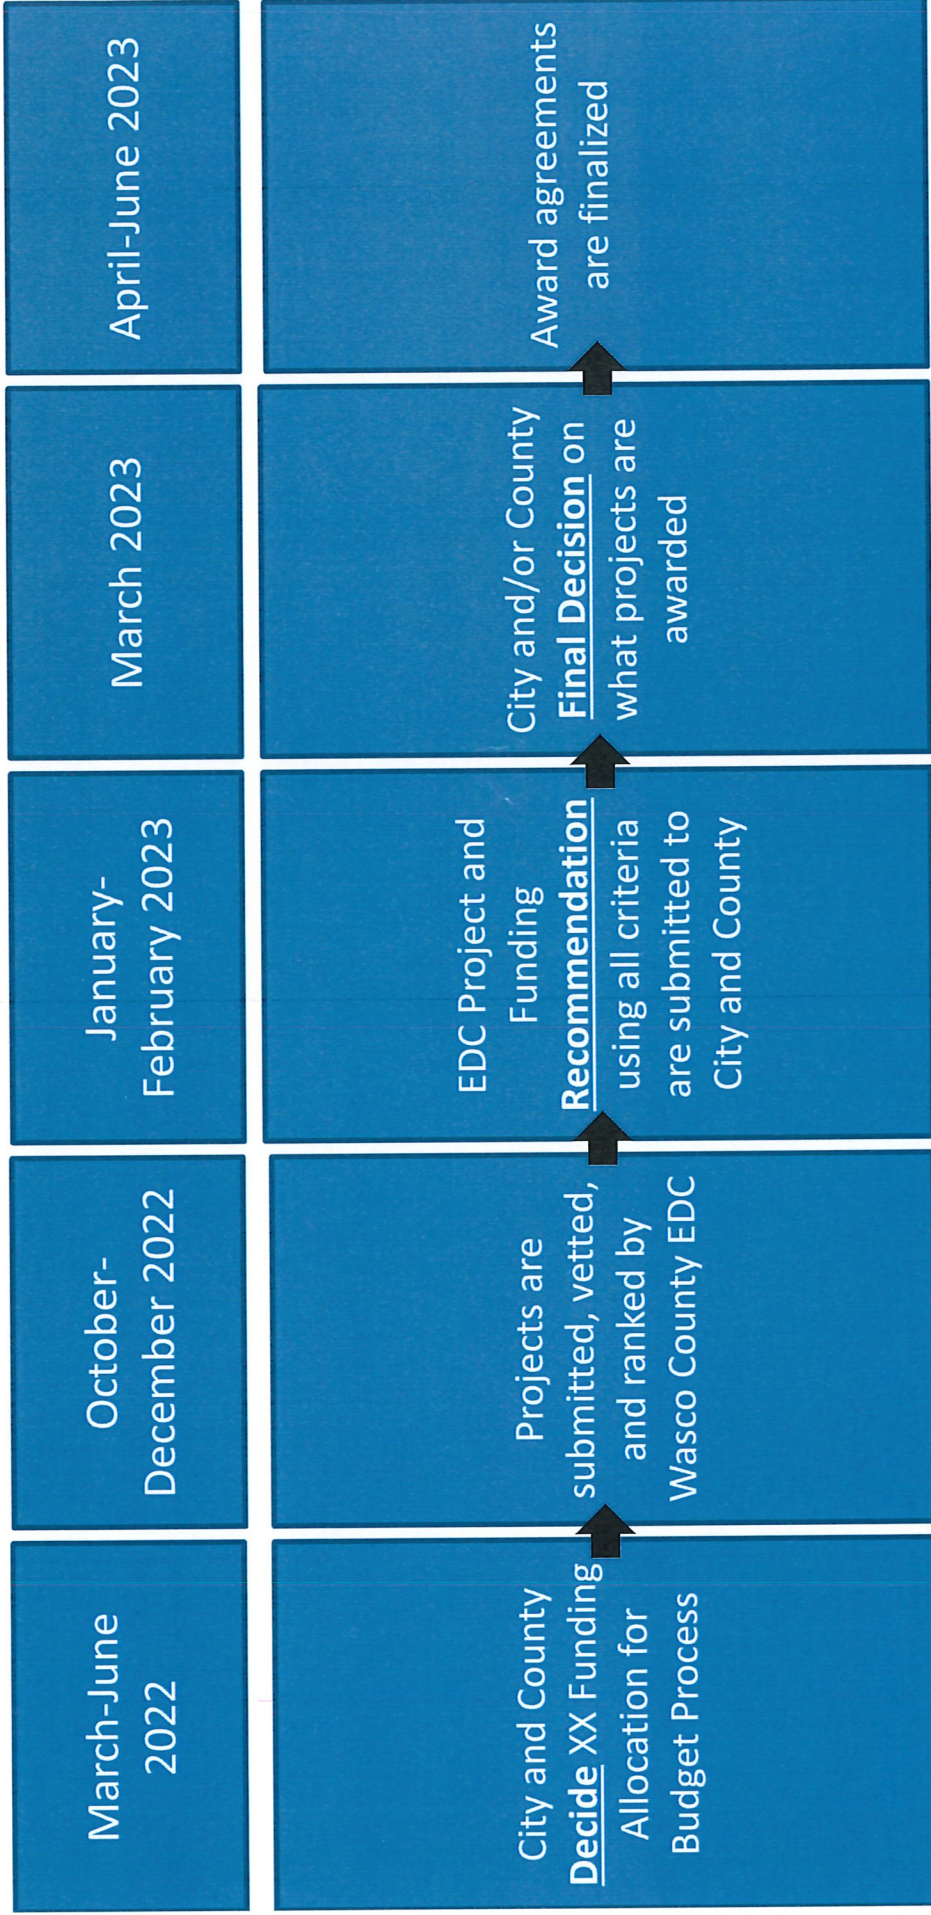 March-June
2022
October-
December 2022
January-
February 2023
March 2023
April-June 2023
City and County
Decide XX Funding
Allocation for
Budget Process
Projects are
submitted, vetted,
and ranked by
Wasco County EDC
EDC Project and
Funding
Recommendation
using all criteria
are submitted to
City and County
City and/or County
Final Decision on
what projects are
awarded
Award agreements
are finalized